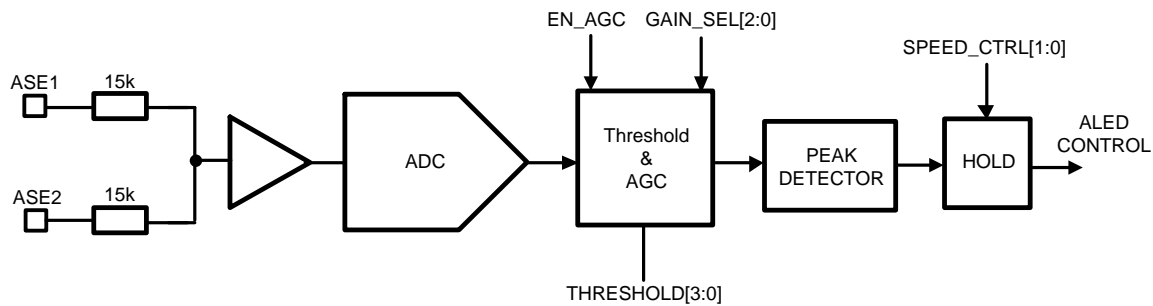 EN_AGC
GAIN_SEL[2:0]
SPEED_CTRL[1:0]
ASE1
15k
ADC
Threshold
&
AGC
PEAK
DETECTOR
HOLD
ALED
CONTROL
ASE2
15k
THRESHOLD[3:0]